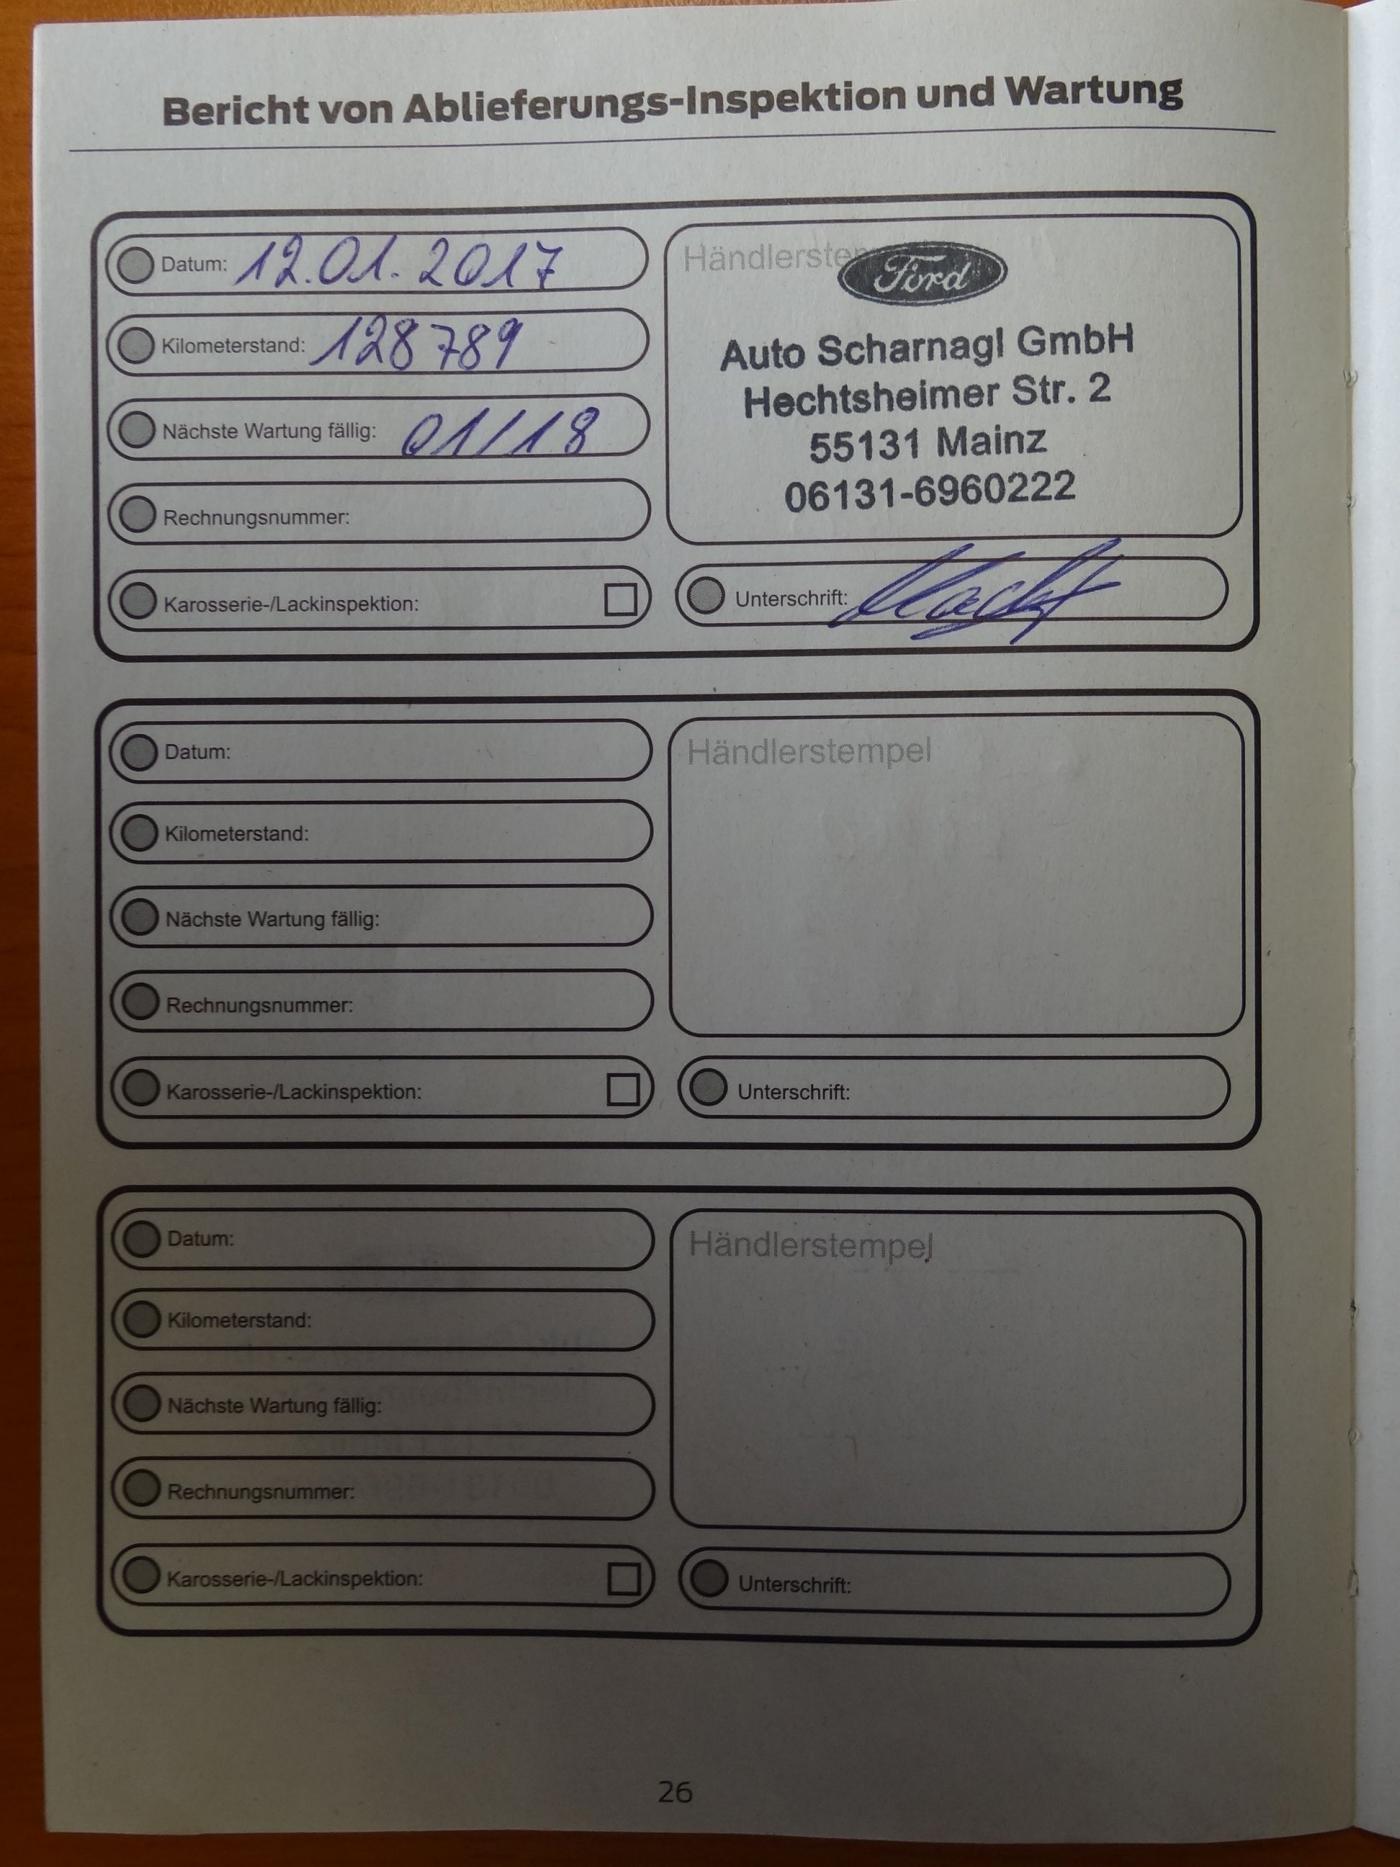 Bericht von Ablieferungs-Inspektion und Wartung
Datum: 12.01.2017
Kilometerstand: 128789
Nächste Wartung fällig: 01/18
Rechnungsnummer:
Karosserie-/Lackinspektion:
Händlerstempel
Ford
Auto Scharnagl GmbH
Hechtsheimer Str. 2
55131 Mainz
06131-6960222
Unterschrift:
Datum:
Kilometerstand:
Nächste Wartung fällig:
Rechnungsnummer:
Karosserie-/Lackinspektion:
Händlerstempel
Unterschrift:
Datum:
Kilometerstand:
Nächste Wartung fällig:
Rechnungsnummer:
Karosserie-/Lackinspektion:
Händlerstempel
Unterschrift:
26